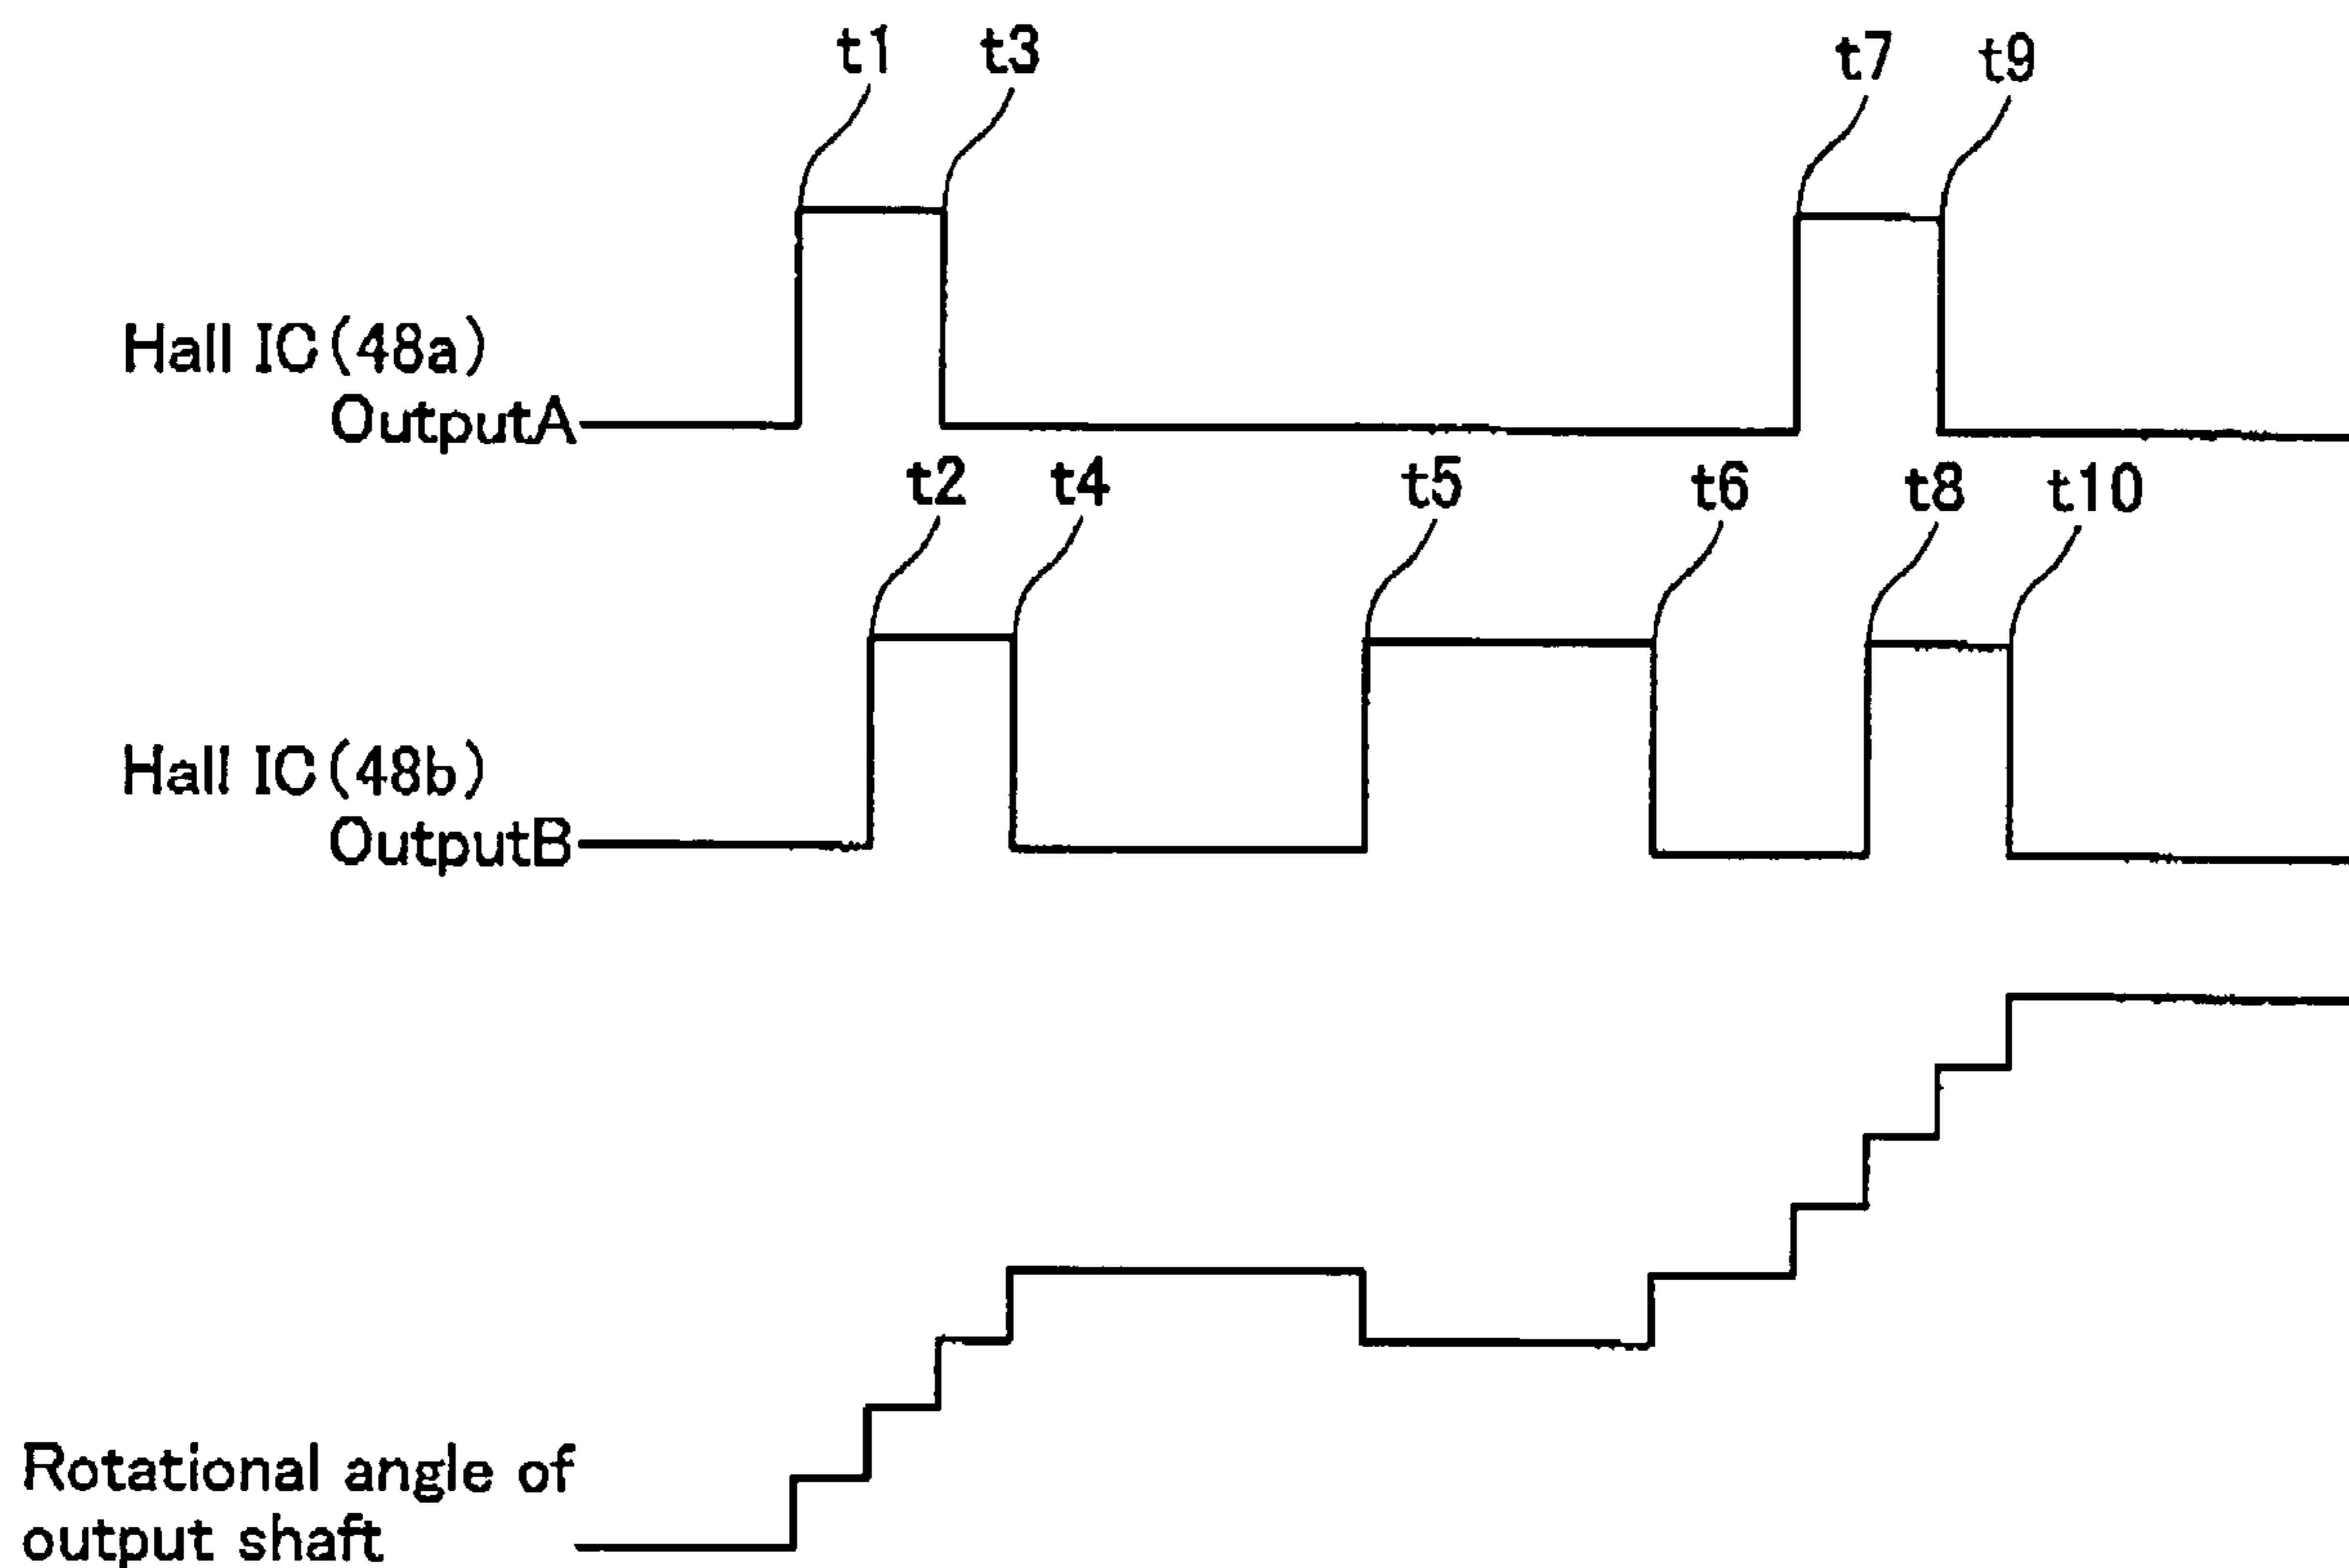 t1 t3 t7 t9
Hall IC(48a)
OutputA
t2 t4 t5 t6 t8 t10
Hall IC(48b)
OutputB
Rotational angle of
output shaft